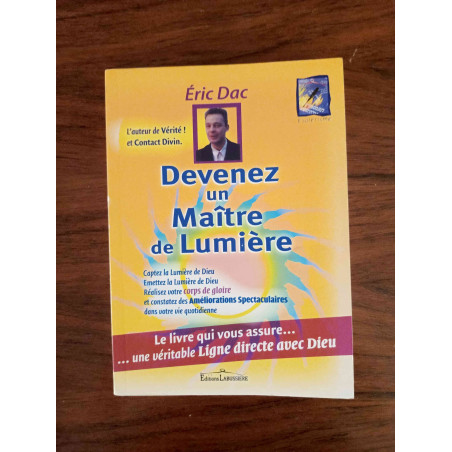 Éric Dac
L'auteur de Vérité !
et Contact Divin.
Devenez
un
Maître
de Lumière
Captez la Lumière de Dieu
Emettez la Lumière de Dieu
Réalisez votre corps de gloire
et constatez des Améliorations Spectaculaires
dans votre vie quotidienne
Le livre qui vous assure...
... une véritable Ligne directe avec Dieu
Éditions LABUSSIÈRE